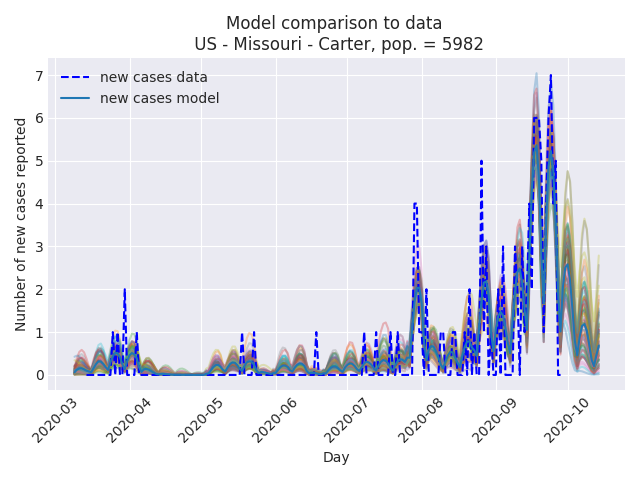 Model comparison to data
US - Missouri - Carter, pop. = 5982
new cases data
new cases model
Number of new cases reported
7
6
5
4
3
2
1
0
2020-03
2020-04
2020-05
2020-06
2020-07
2020-08
2020-09
2020-10
Day